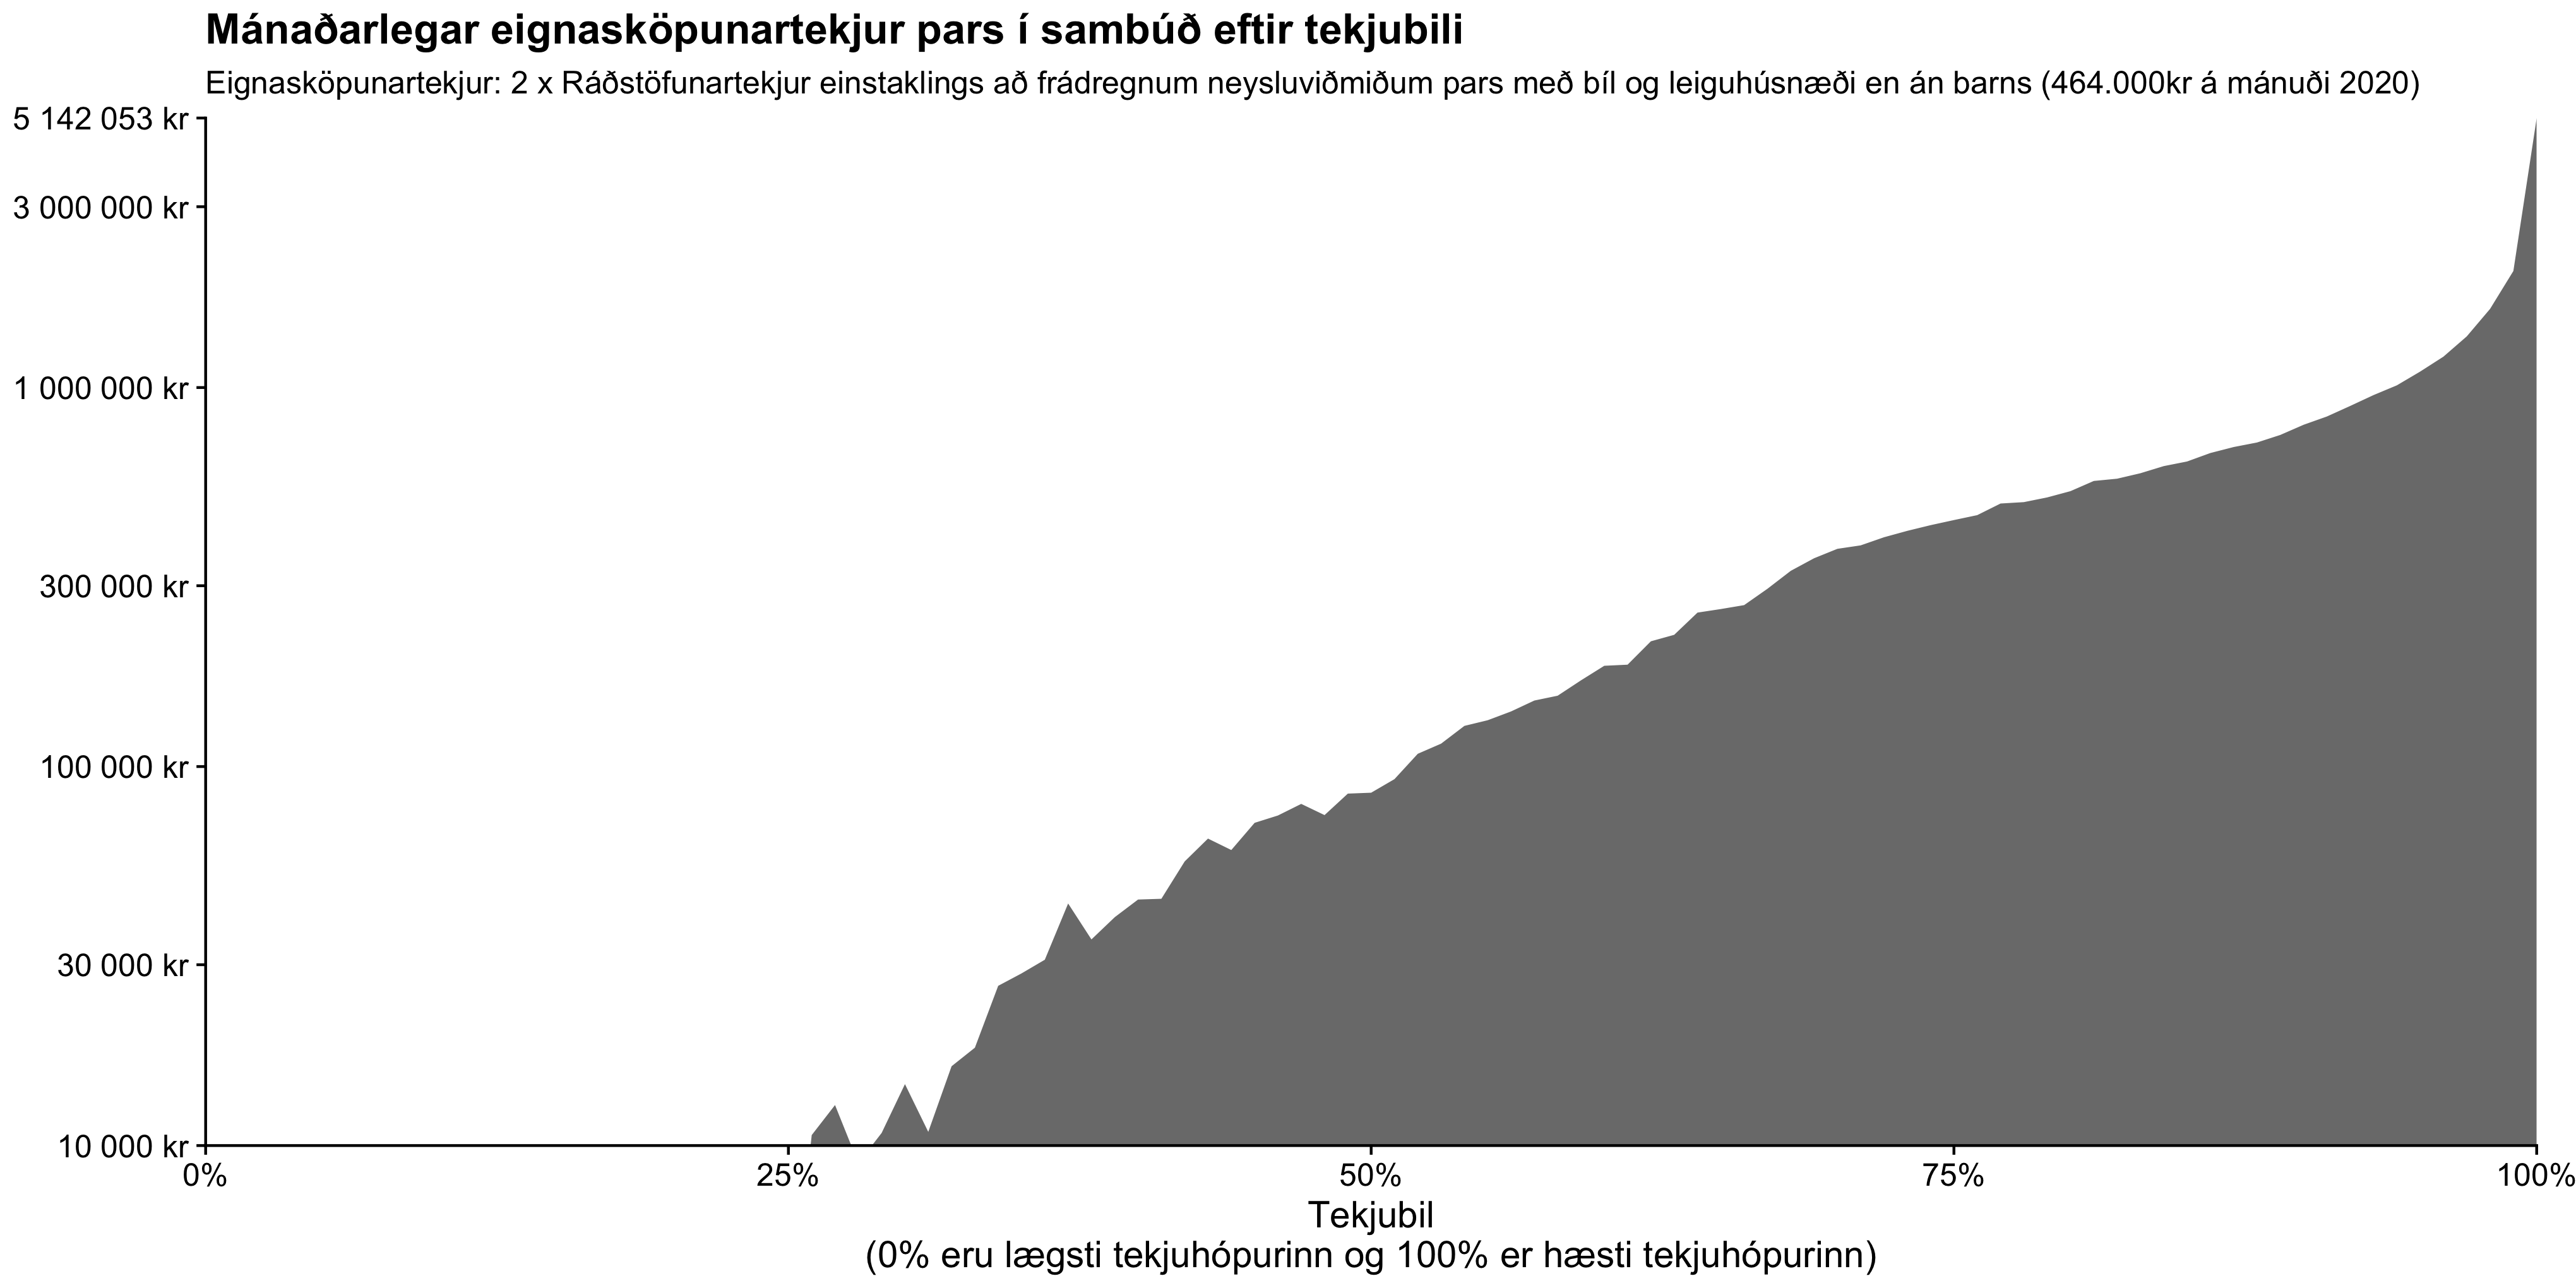 Mánaðarlegar eignasköpunartekjur pars í sambúð eftir tekjubili
Eignasköpunartekjur: 2 x Ráðstöfunartekjur einstaklings að frádregnum neysluviðmiðum pars með bíl og leiguhúsnæði en án barns (464.000kr á mánuði 2020)
5 142 053 kr
3 000 000 kr
1 000 000 kr
300 000 kr
100 000 kr
30 000 kr
10 000 kr
0% 25% 50% 75% 100%
Tekjubil
(0% eru lægsti tekjuhópurinn og 100% er hæsti tekjuhópurinn)